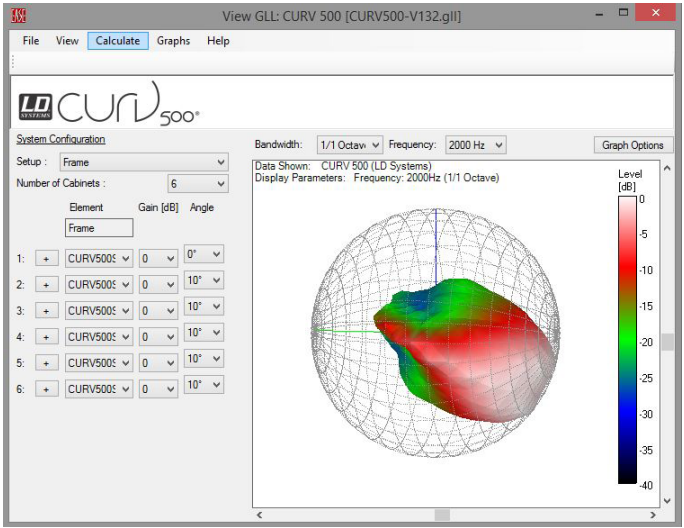 View GLL: CURV 500 [CURV500-V132.gll]
File View Calculate Graphs Help
LD SYSTEMS CURV 500®
System Configuration
Setup : Frame
Number of Cabinets : 6
Element Gain [dB] Angle
Frame
1: + CURV500S 0 0°
2: + CURV500S 0 10°
3: + CURV500S 0 10°
4: + CURV500S 0 10°
5: + CURV500S 0 10°
6: + CURV500S 0 10°
Bandwidth: 1/1 Octav Frequency: 2000 Hz Graph Options
Data Shown: CURV 500 (LD Systems)
Display Parameters: Frequency: 2000Hz (1/1 Octave)
Level
[dB]
0
-5
-10
-15
-20
-25
-30
-35
-40